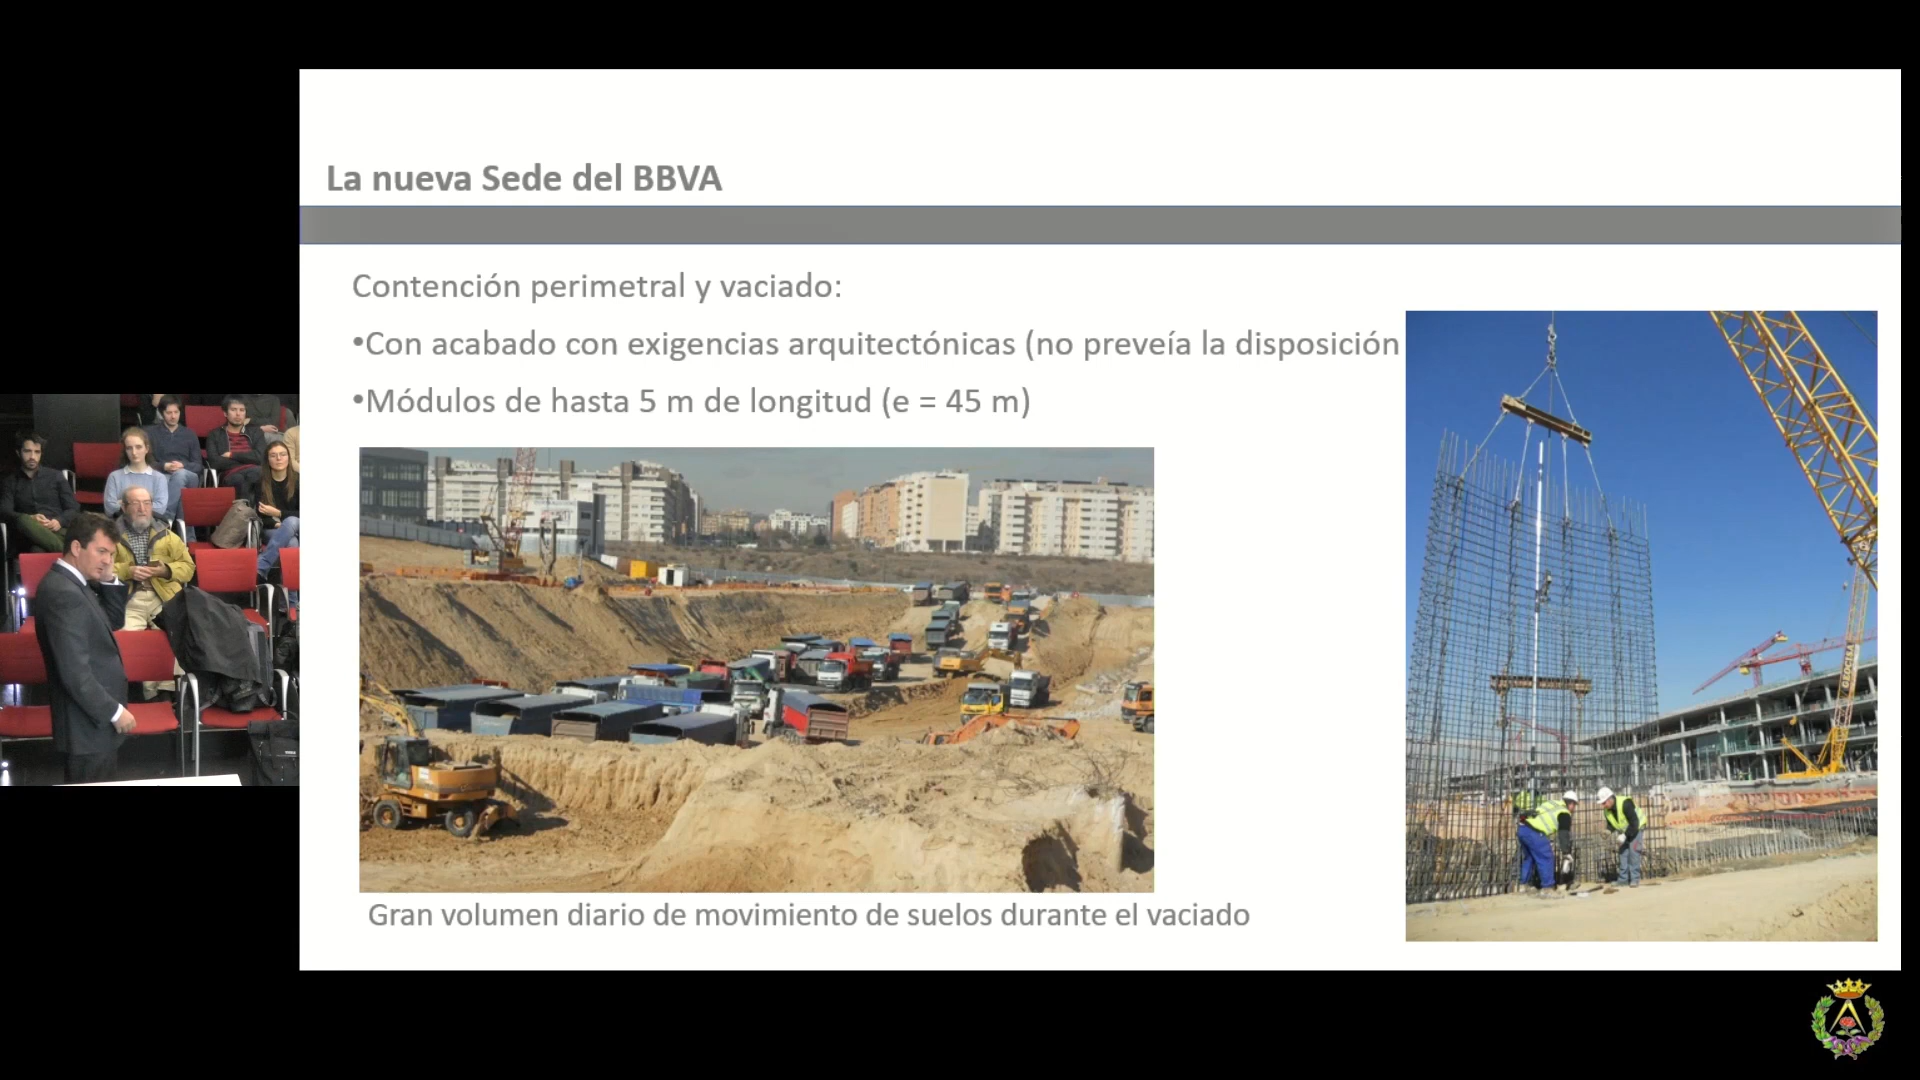 La nueva Sede del BBVA
Contención perimetral y vaciado:
•Con acabado con exigencias arquitectónicas (no preveía la disposición
•Módulos de hasta 5 m de longitud (e = 45 m)
GEOCISA
Gran volumen diario de movimiento de suelos durante el vaciado